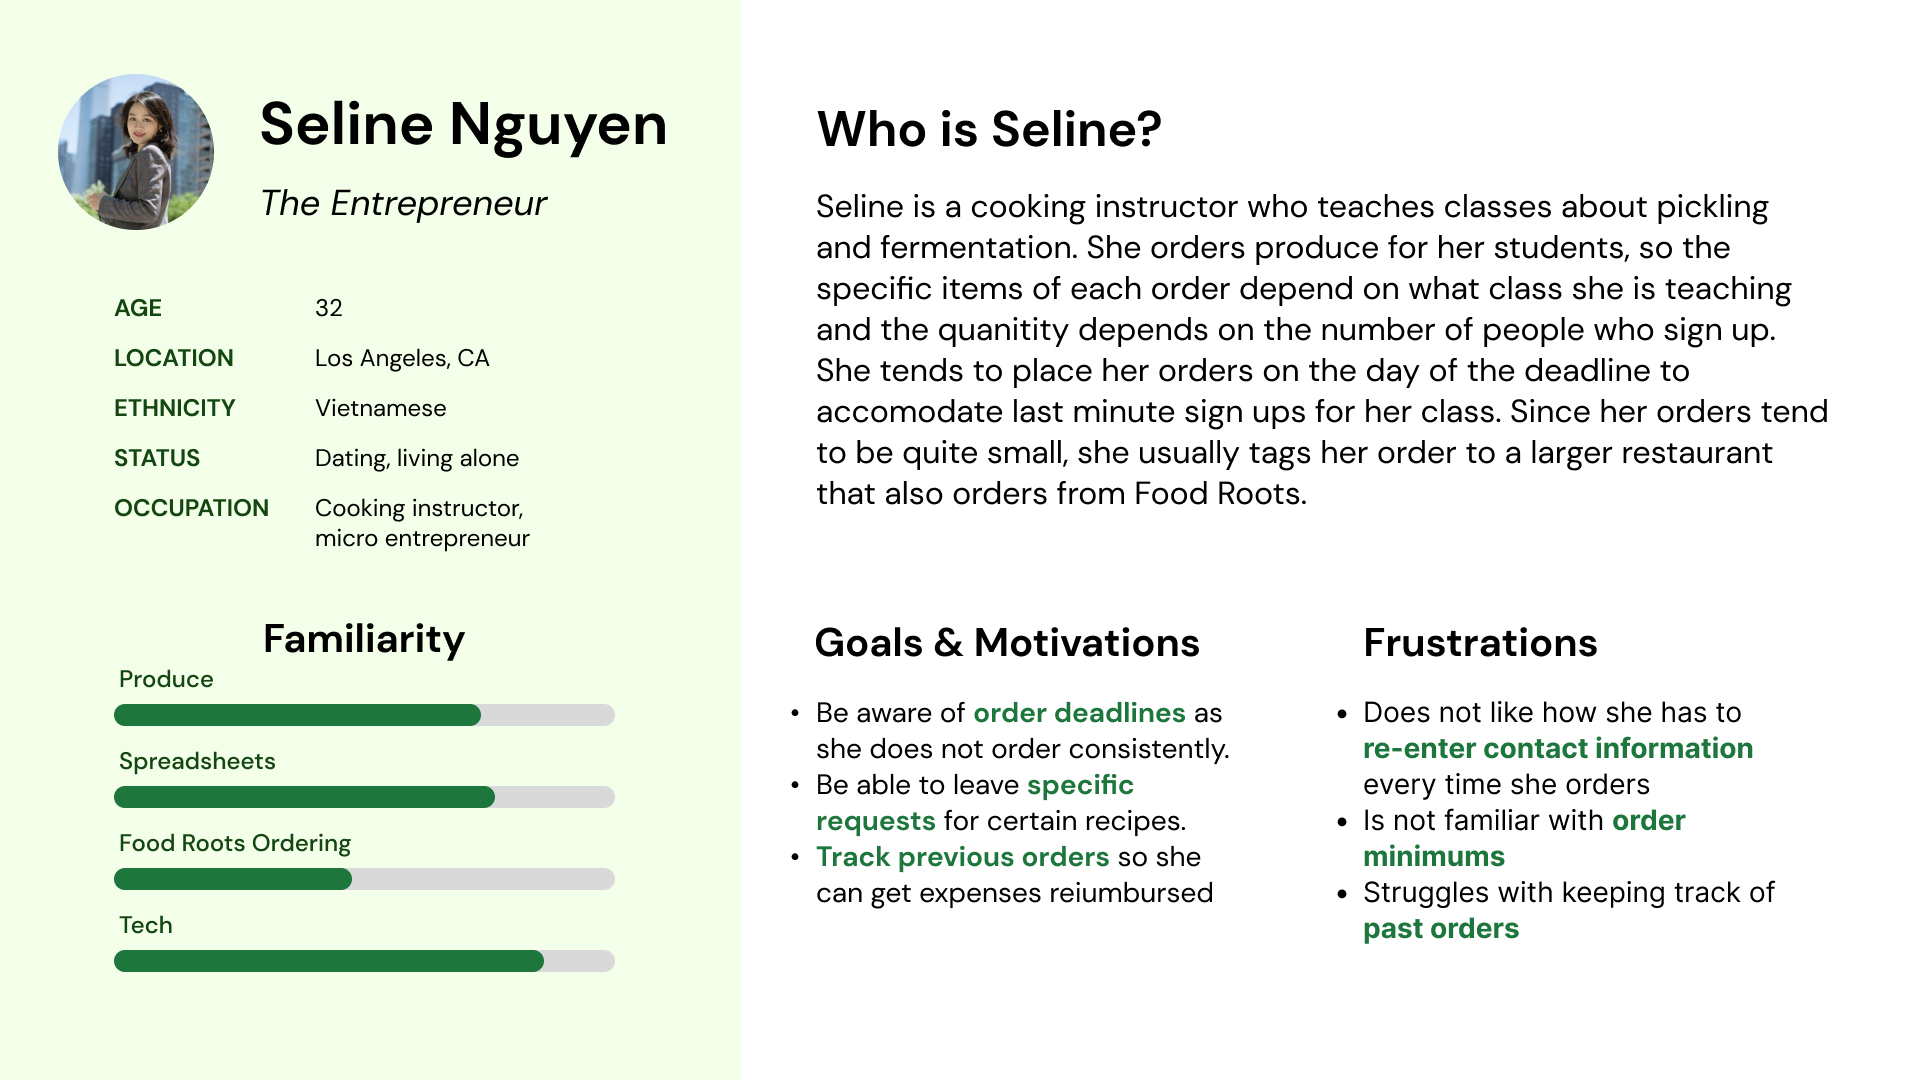 Seline Nguyen
The Entrepreneur
AGE 32
LOCATION Los Angeles, CA
ETHNICITY Vietnamese
STATUS Dating, living alone
OCCUPATION Cooking instructor,
micro entrepreneur
Familiarity
Produce
Spreadsheets
Food Roots Ordering
Tech
Who is Seline?
Seline is a cooking instructor who teaches classes about pickling
and fermentation. She orders produce for her students, so the
specific items of each order depend on what class she is teaching
and the quanitity depends on the number of people who sign up.
She tends to place her orders on the day of the deadline to
accomodate last minute sign ups for her class. Since her orders tend
to be quite small, she usually tags her order to a larger restaurant
that also orders from Food Roots.
Goals & Motivations
• Be aware of order deadlines as
she does not order consistently.
• Be able to leave specific
requests for certain recipes.
• Track previous orders so she
can get expenses reiumbursed
Frustrations
• Does not like how she has to
re-enter contact information
every time she orders
• Is not familiar with order
minimums
• Struggles with keeping track of
past orders